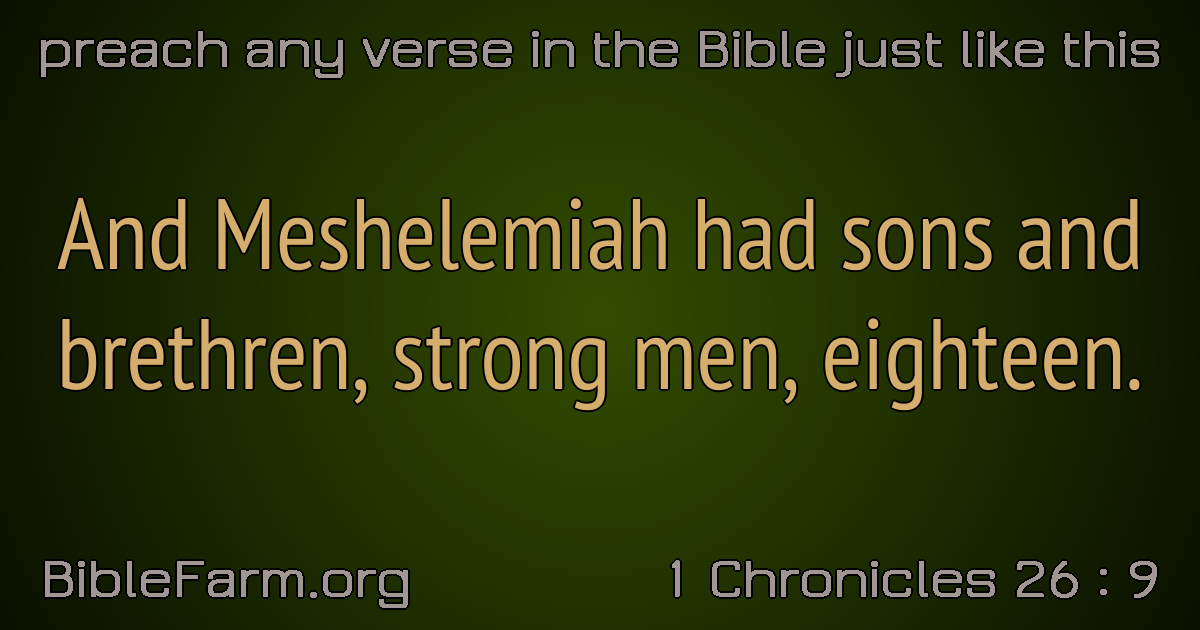 preach any verse in the Bible just like this
And Meshelemiah had sons and
brethren, strong men, eighteen.
BibleFarm.org
1 Chronicles 26 : 9